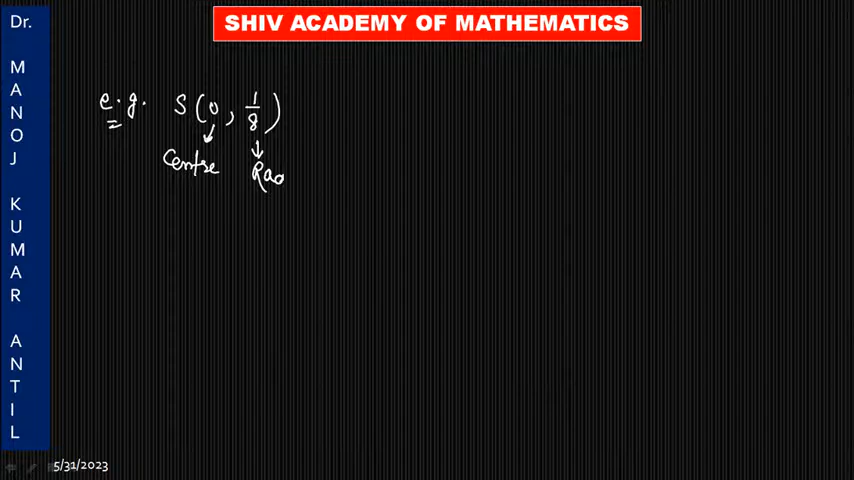 SHIV ACADEMY OF MATHEMATICS
Dr.
M
A
N
O
J
K
U
M
A
R
A
N
T
I
L
e.g. S(0, 1/8)
Centre Rad
5/31/2023